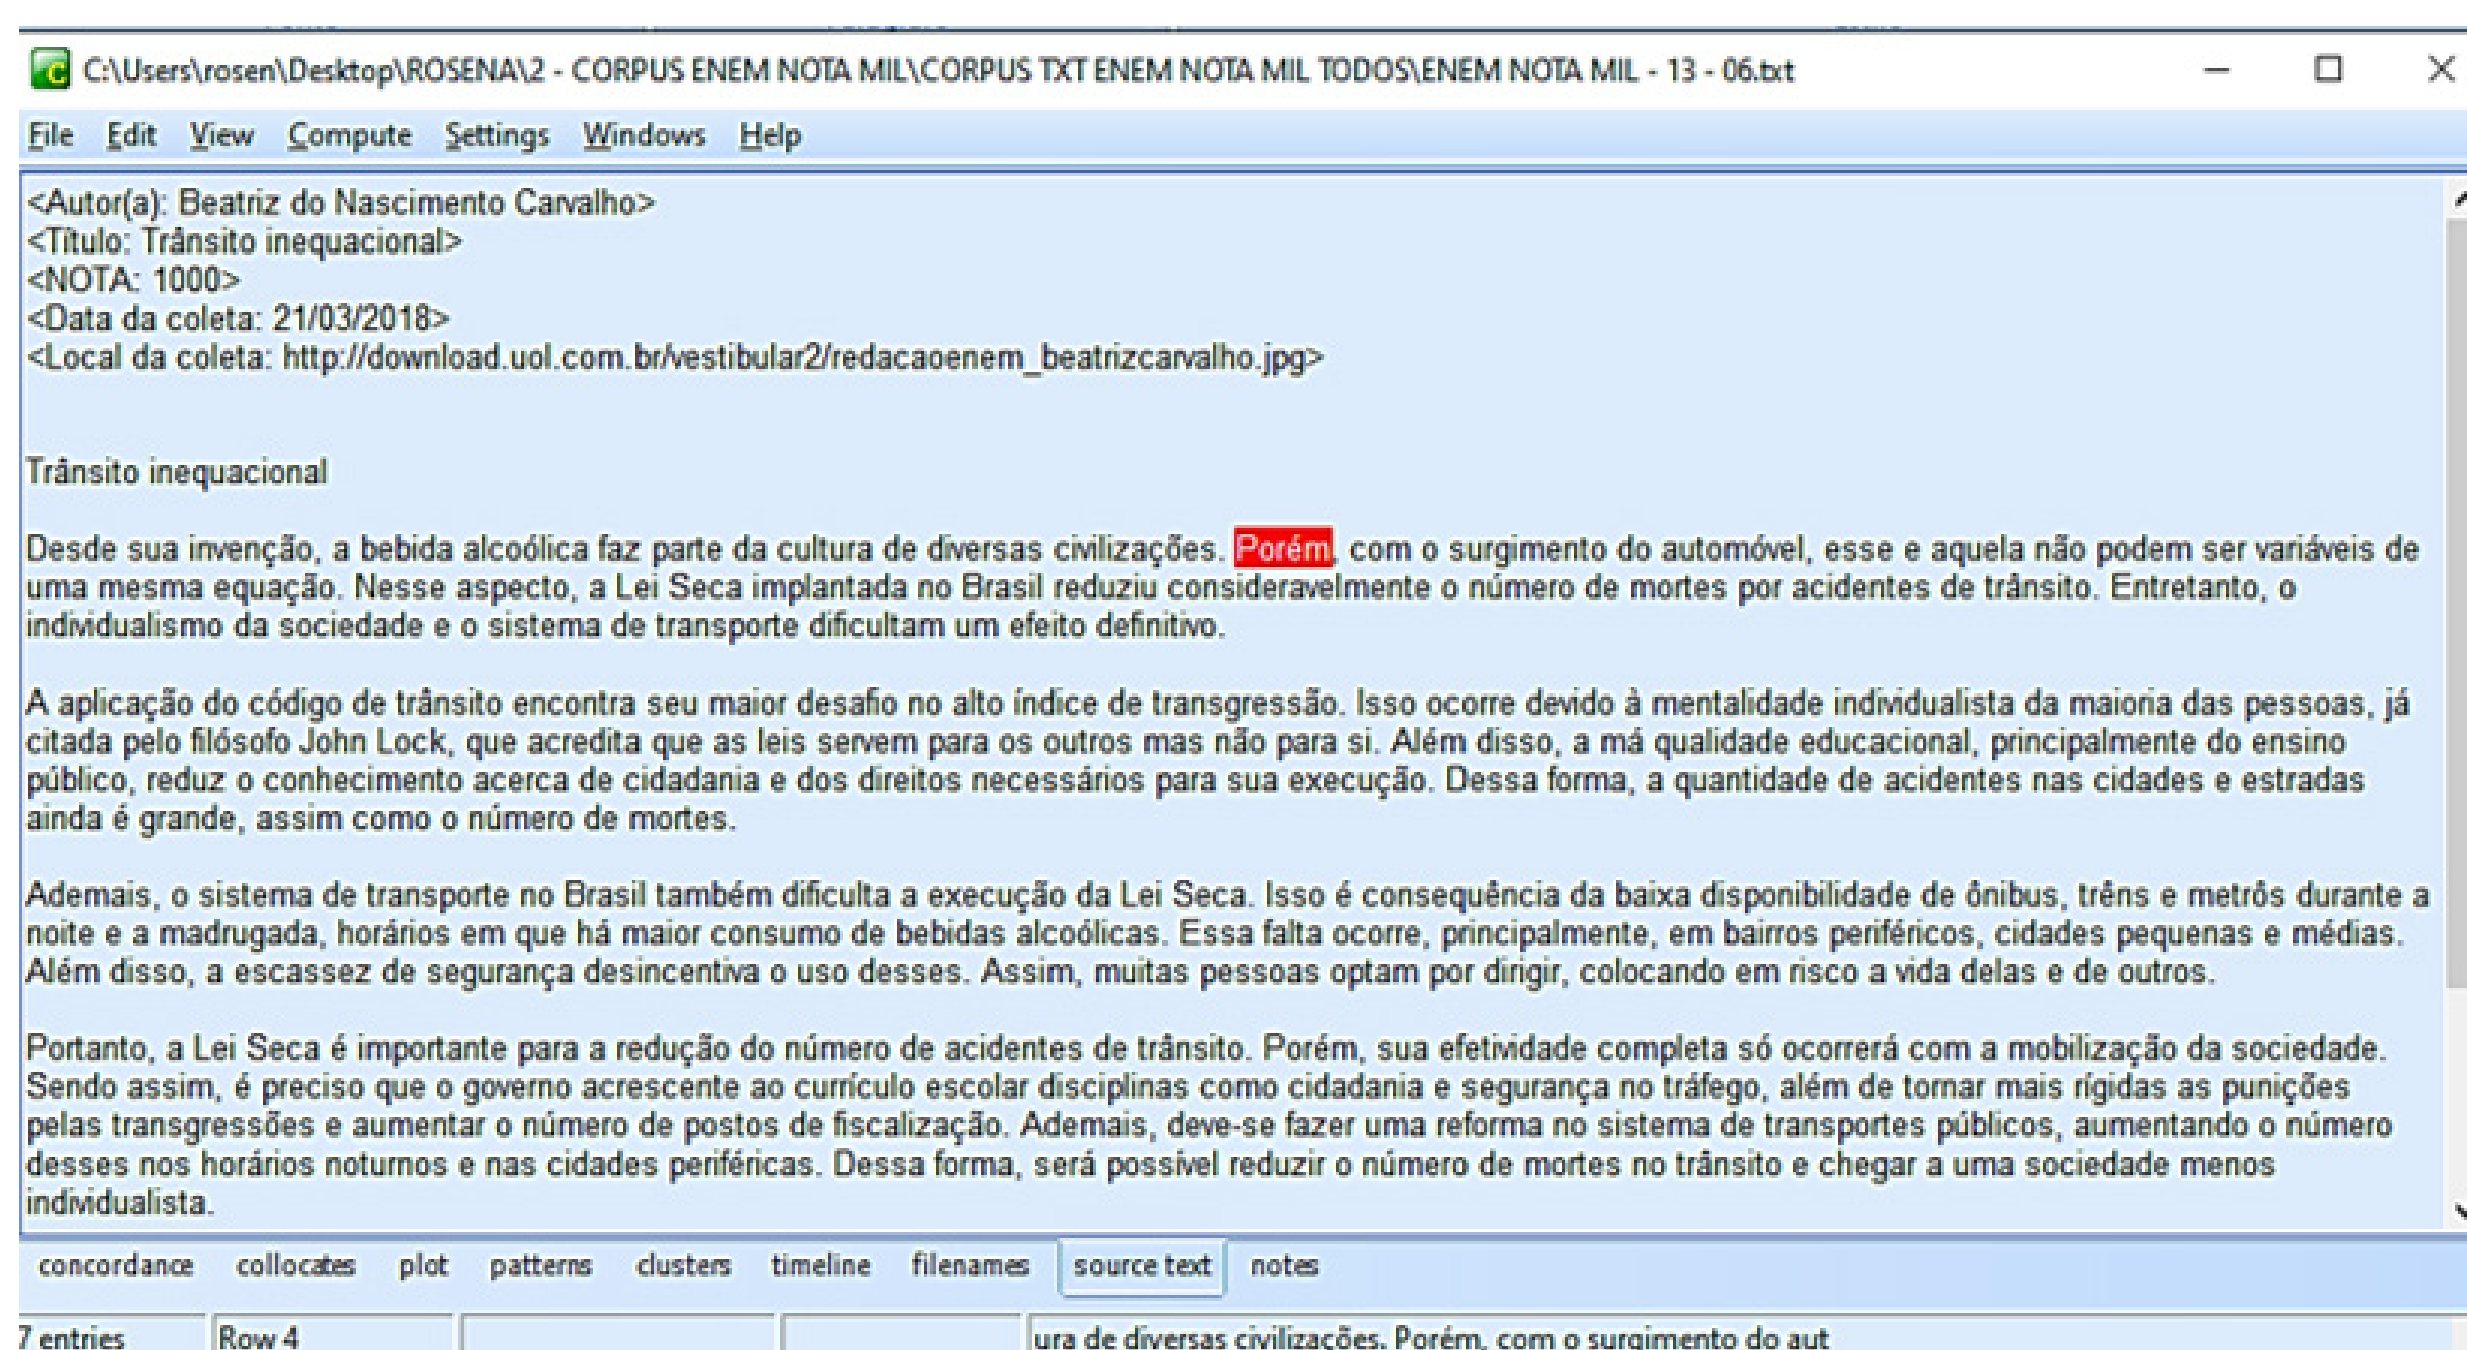 C:\Users\rosen\Desktop\ROSENA\2 - CORPUS ENEM NOTA MIL\CORPUS TXT ENEM NOTA MIL TODOS\ENEM NOTA MIL - 13 - 06.txt
File Edit View Compute Settings Windows Help
<Autor(a): Beatriz do Nascimento Carvalho>
<Título: Trânsito inequacional>
<NOTA: 1000>
<Data da coleta: 21/03/2018>
<Local da coleta: http://download.uol.com.br/vestibular2/redacaoenem_beatrizcarvalho.jpg>
Trânsito inequacional
Desde sua invenção, a bebida alcoólica faz parte da cultura de diversas civilizações. Porém, com o surgimento do automóvel, esse e aquela não podem ser variáveis de
uma mesma equação. Nesse aspecto, a Lei Seca implantada no Brasil reduziu consideravelmente o número de mortes por acidentes de trânsito. Entretanto, o
individualismo da sociedade e o sistema de transporte dificultam um efeito definitivo.
A aplicação do código de trânsito encontra seu maior desafio no alto índice de transgressão. Isso ocorre devido à mentalidade individualista da maioria das pessoas, já
citada pelo filósofo John Lock, que acredita que as leis servem para os outros mas não para si. Além disso, a má qualidade educacional, principalmente do ensino
público, reduz o conhecimento acerca de cidadania e dos direitos necessários para sua execução. Dessa forma, a quantidade de acidentes nas cidades e estradas
ainda é grande, assim como o número de mortes.
Ademais, o sistema de transporte no Brasil também dificulta a execução da Lei Seca. Isso é consequência da baixa disponibilidade de ônibus, trêns e metrôs durante a
noite e a madrugada, horários em que há maior consumo de bebidas alcoólicas. Essa falta ocorre, principalmente, em bairros periféricos, cidades pequenas e médias.
Além disso, a escassez de segurança desincentiva o uso desses. Assim, muitas pessoas optam por dirigir, colocando em risco a vida delas e de outros.
Portanto, a Lei Seca é importante para a redução do número de acidentes de trânsito. Porém, sua efetividade completa só ocorrerá com a mobilização da sociedade.
Sendo assim, é preciso que o governo acrescente ao currículo escolar disciplinas como cidadania e segurança no tráfego, além de tornar mais rígidas as punições
pelas transgressões e aumentar o número de postos de fiscalização. Ademais, deve-se fazer uma reforma no sistema de transportes públicos, aumentando o número
desses nos horários noturnos e nas cidades periféricas. Dessa forma, será possível reduzir o número de mortes no trânsito e chegar a uma sociedade menos
individualista.
concordance collocates plot patterns clusters timeline filenames source text notes
7 entries Row 4 ura de diversas civilizações. Porém, com o surgimento do aut